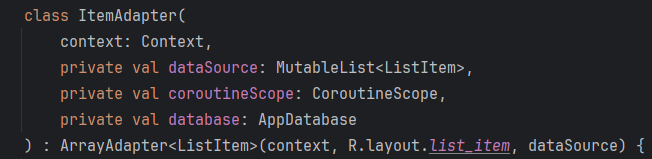 class ItemAdapter(
    context: Context,
    private val dataSource: MutableList<ListItem>,
    private val coroutineScope: CoroutineScope,
    private val database: AppDatabase
) : ArrayAdapter<ListItem>(context, R.layout.list_item, dataSource) {